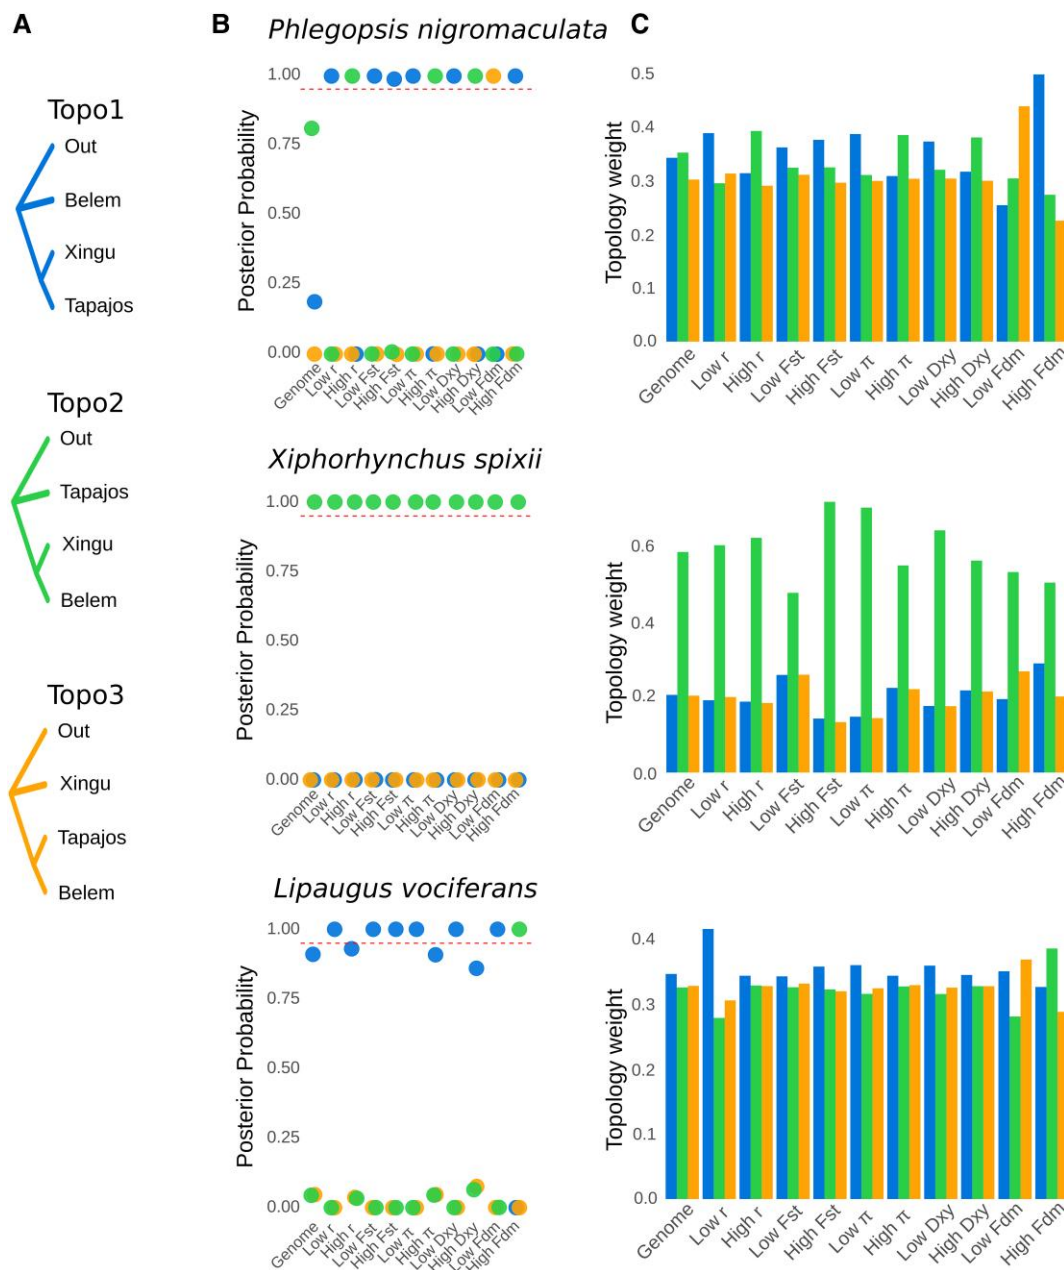 A
Topo1
Out
Belem
Xingu
Tapajos
Topo2
Out
Tapajos
Xingu
Belem
Topo3
Out
Xingu
Tapajos
Belem
B
Phlegopsis nigromaculata
Posterior Probability
1.00
0.75
0.50
0.25
0.00
Genome
Low r
High r
Low Fst
High Fst
Low π
High π
Low Dxy
High Dxy
Low Fdm
High Fdm
Xiphorhynchus spixii
Posterior Probability
1.00
0.75
0.50
0.25
0.00
Genome
Low r
High r
Low Fst
High Fst
Low π
High π
Low Dxy
High Dxy
Low Fdm
High Fdm
Lipaugus vociferans
Posterior Probability
1.00
0.75
0.50
0.25
0.00
Genome
Low r
High r
Low Fst
High Fst
Low π
High π
Low Dxy
High Dxy
Low Fdm
High Fdm
C
Topology weight
0.5
0.4
0.3
0.2
0.1
0.0
Genome
Low r
High r
Low Fst
High Fst
Low π
High π
Low Dxy
High Dxy
Low Fdm
High Fdm
Topology weight
0.6
0.4
0.2
0.0
Genome
Low r
High r
Low Fst
High Fst
Low π
High π
Low Dxy
High Dxy
Low Fdm
High Fdm
Topology weight
0.4
0.3
0.2
0.1
0.0
Genome
Low r
High r
Low Fst
High Fst
Low π
High π
Low Dxy
High Dxy
Low Fdm
High Fdm